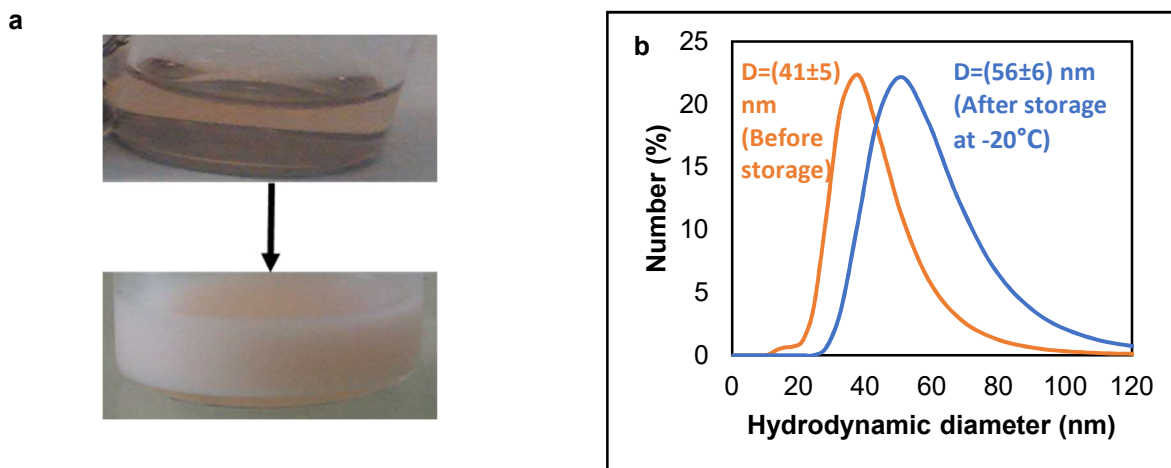 a
b
D=(41±5)
nm
(Before
storage)
D=(56±6) nm
(After storage
at -20°C)
25
20
15
10
5
0
0 20 40 60 80 100 120
Number (%)
Hydrodynamic diameter (nm)